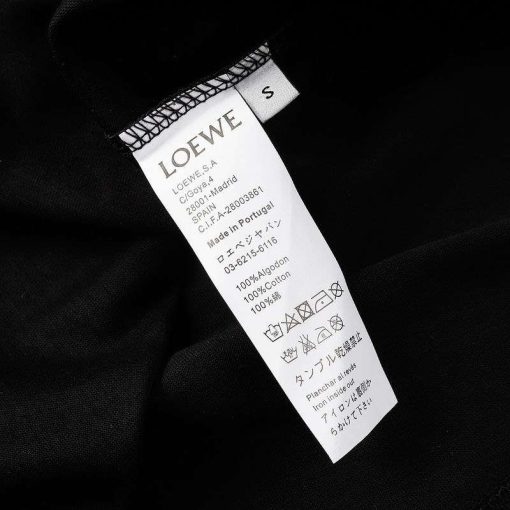 S
LOEWE
LOEWE,S.A
C/Goya,4
28001-Madrid
SPAIN
C.I.F.A-28003861
Made in Portugal
ロエベジャパン
03-6215-6116
100%Algodon
100%Cotton
100%綿
タンブル乾燥禁止
Planchar al revés
Iron inside out
アイロンは裏側か
らかけて下さい